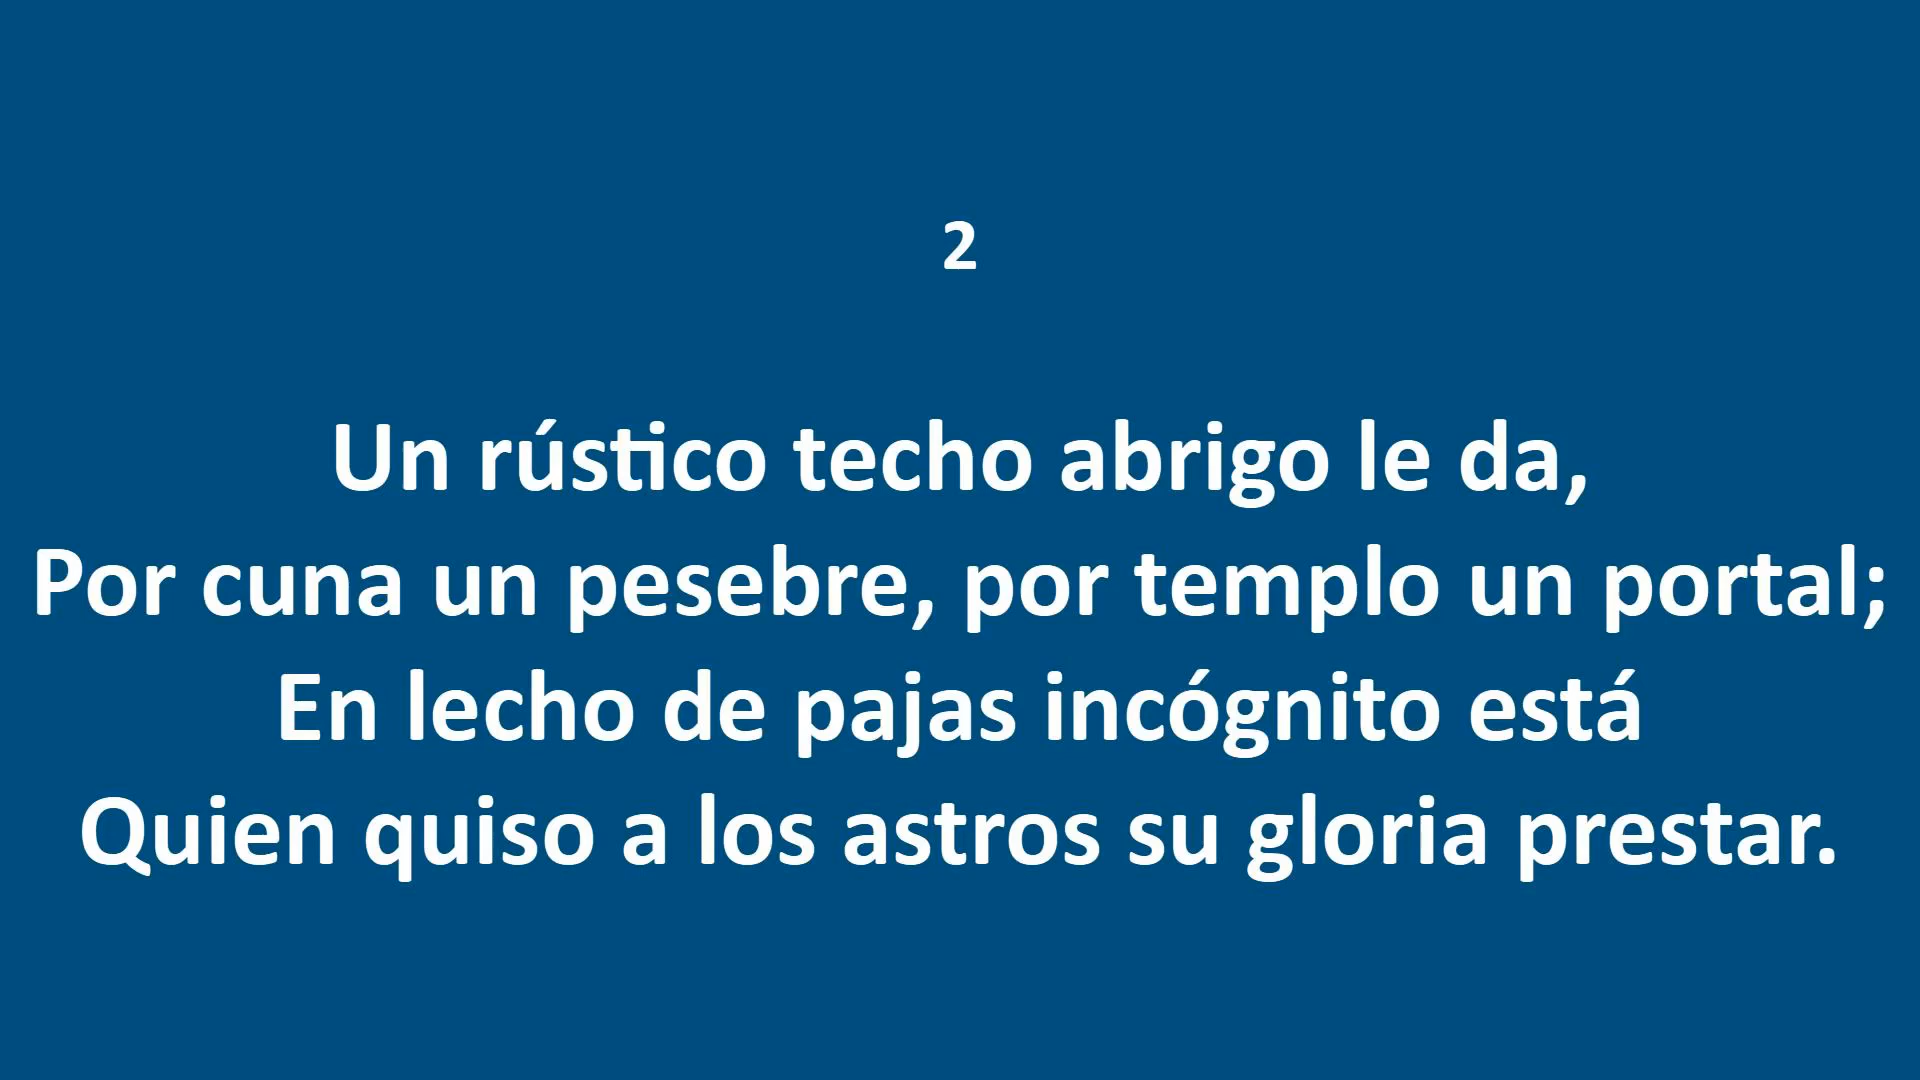 2
Un rústico techo abrigo le da,
Por cuna un pesebre, por templo un portal;
En lecho de pajas incógnito está
Quien quiso a los astros su gloria prestar.